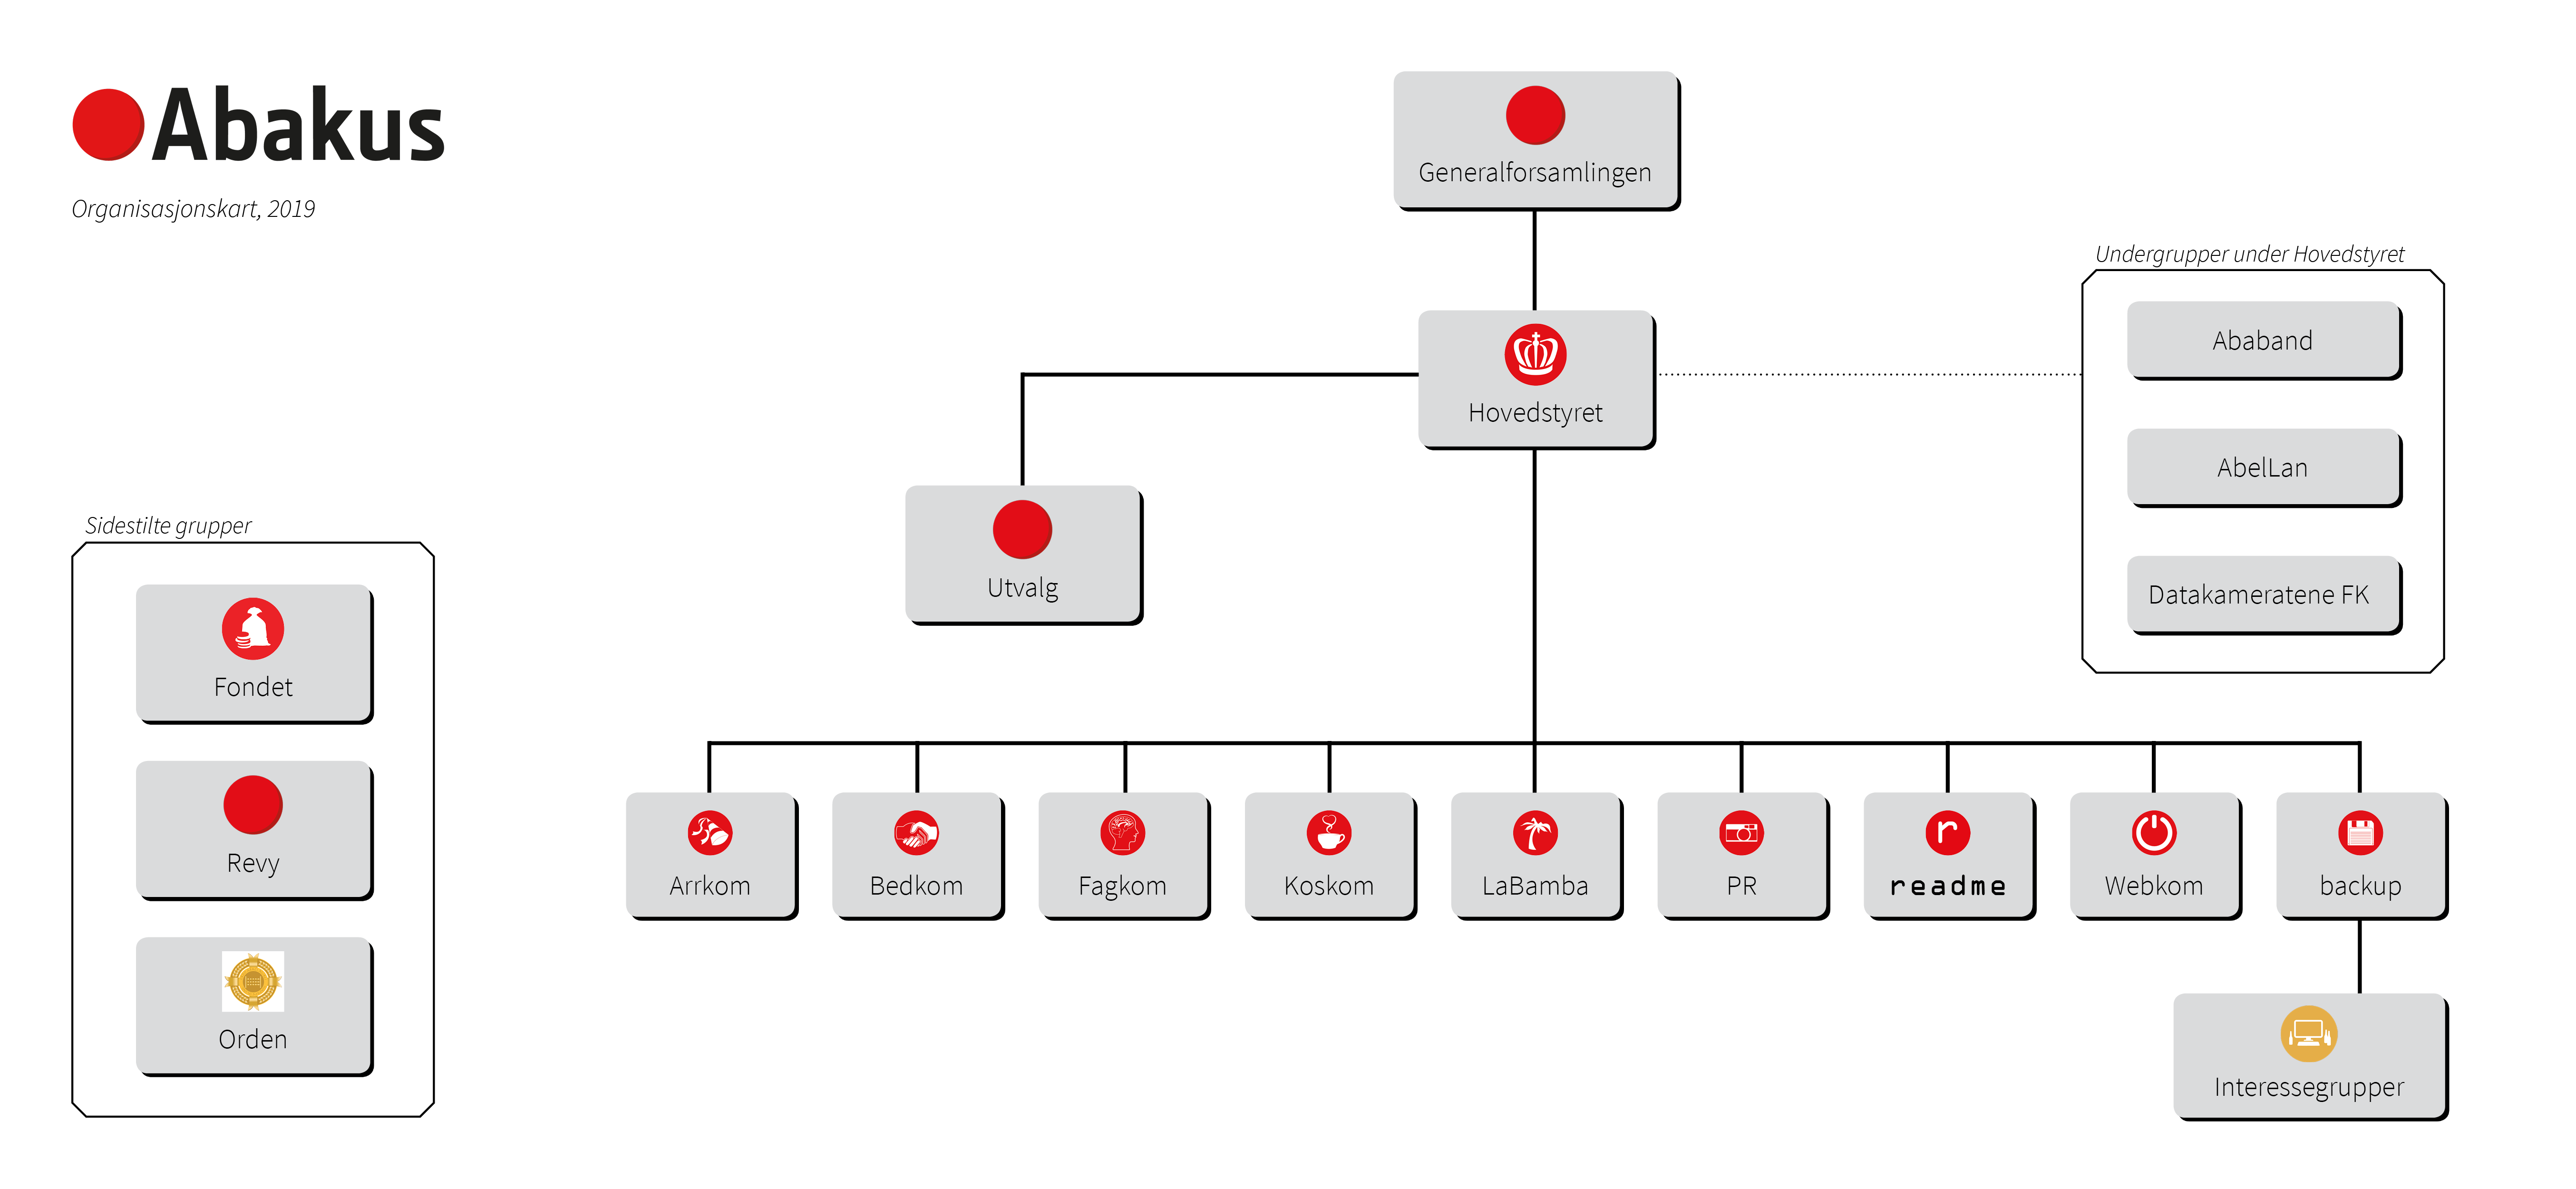 Abakus
Organisasjonskart, 2019
Generalforsamlingen
Hovedstyret
Undergrupper under Hovedstyret
Ababand
AbelLan
Datakameratene FK
Utvalg
Sidestilte grupper
Fondet
Revy
Orden
Arrkom
Bedkom
Fagkom
Koskom
LaBamba
PR
r
readme
Webkom
backup
Interessegrupper